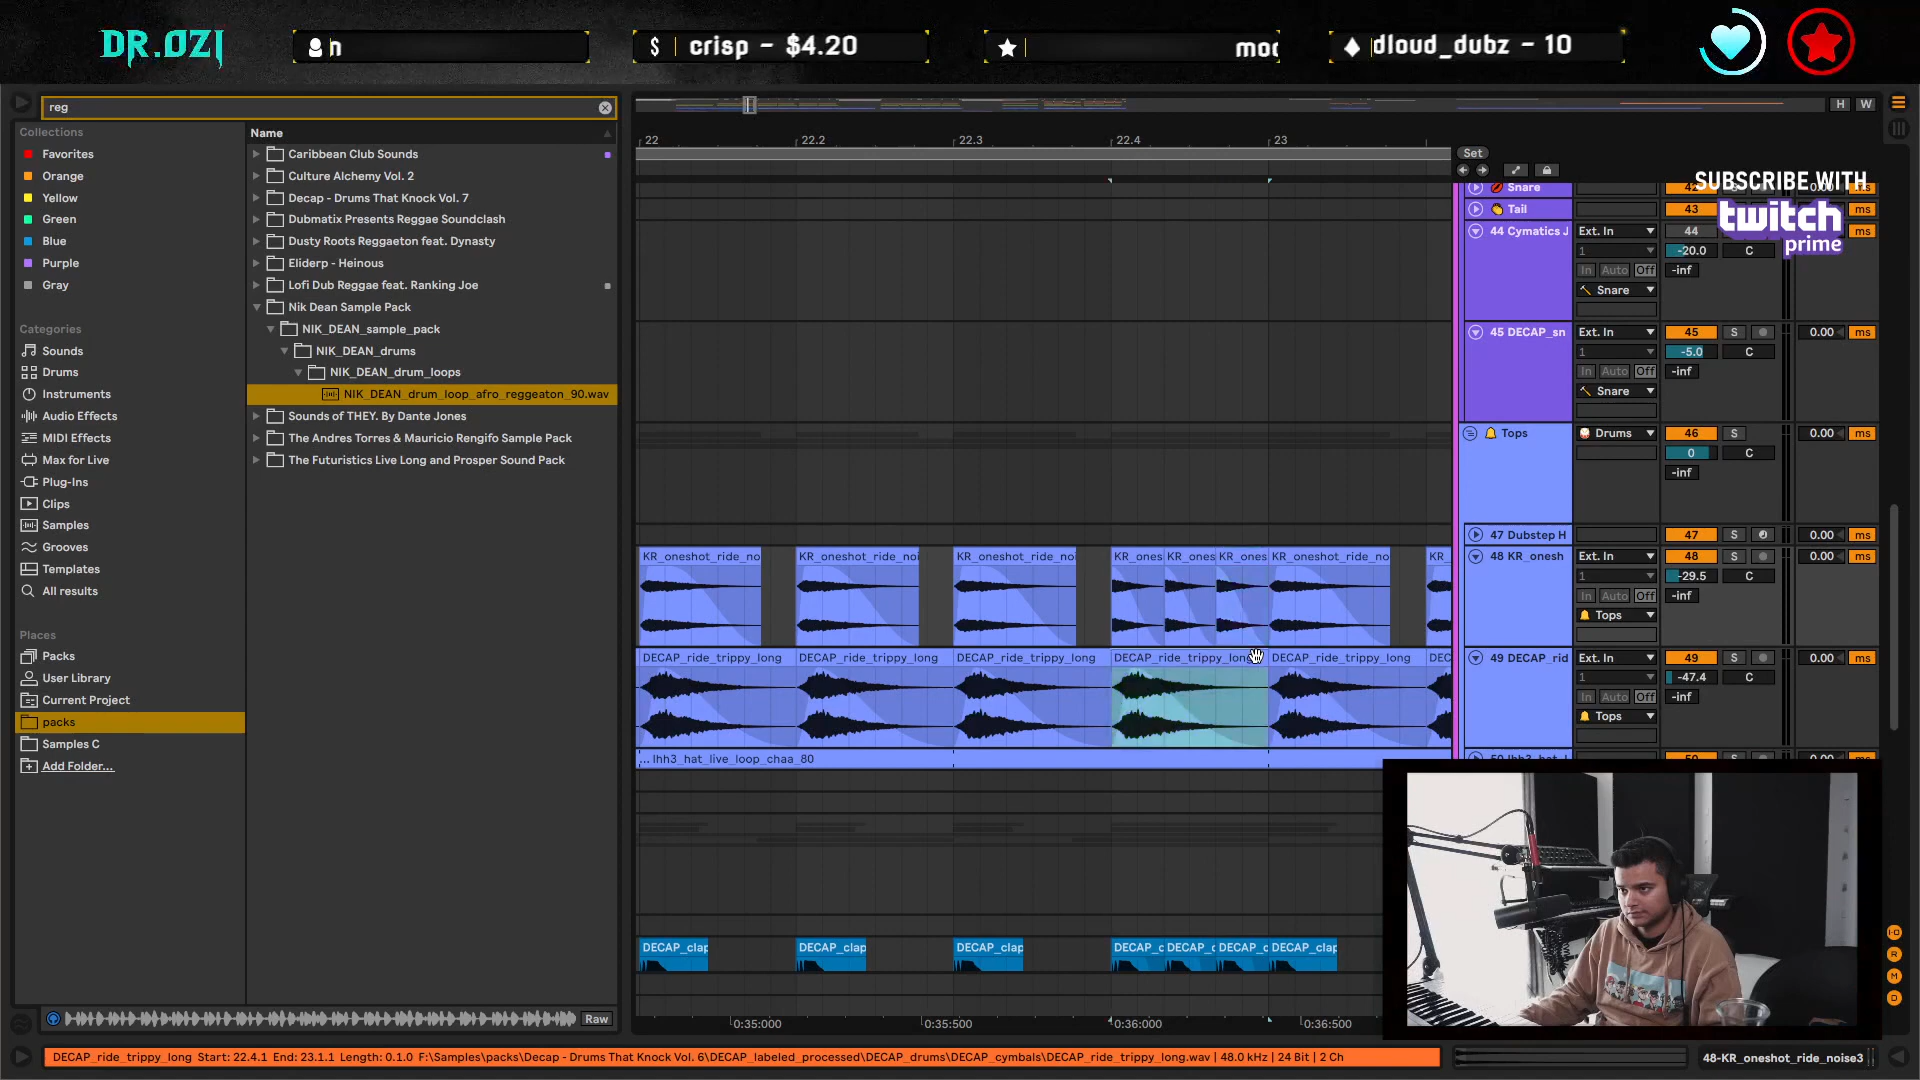 DR.OZI
n
$ crisp - $4.20
moc
dloud_dubz - 10
reg
H W
Collections
Favorites
Orange
Yellow
Green
Blue
Purple
Gray
Categories
Sounds
Drums
Instruments
Audio Effects
MIDI Effects
Max for Live
Plug-Ins
Clips
Samples
Grooves
Templates
All results
Places
Packs
User Library
Current Project
packs
Samples C
Add Folder...
Name
Caribbean Club Sounds
Culture Alchemy Vol. 2
Decap - Drums That Knock Vol. 7
Dubmatix Presents Reggae Soundclash
Dusty Roots Reggaeton feat. Dynasty
Eliderp - Heinous
Lofi Dub Reggae feat. Ranking Joe
Nik Dean Sample Pack
NIK_DEAN_sample_pack
NIK_DEAN_drums
NIK_DEAN_drum_loops
NIK_DEAN_drum_loop_afro_reggeaton_90.wav
Sounds of THEY. By Dante Jones
The Andres Torres & Mauricio Rengifo Sample Pack
The Futuristics Live Long and Prosper Sound Pack
Raw
22 22.2 22.3 22.4 23
Set
SUBSCRIBE WITH
twitch
prime
Snare
Tail 43 ms
44 Cymatics J Ext. In 44 ms
1 -20.0 C
In Auto Off -inf
Snare
45 DECAP_sn Ext. In 45 S 0.00 ms
1 -5.0 C
In Auto Off -inf
Snare
Tops Drums 46 S 0.00 ms
0 C
-inf
47 Dubstep H 47 S 0.00 ms
KR_oneshot_ride_no KR_oneshot_ride_noi KR_oneshot_ride_noi KR_ones KR_ones KR_ones KR_oneshot_ride_no KR_ 48 KR_onesh Ext. In 48 S 0.00 ms
1 -29.5 C
In Auto Off -inf
Tops
DECAP_ride_trippy_long DECAP_ride_trippy_long DECAP_ride_trippy_long DECAP_ride_trippy_long DECAP_ride_trippy_long DEC 49 DECAP_rid Ext. In 49 S 0.00 ms
1 -47.4 C
In Auto Off -inf
Tops
... lhh3_hat_live_loop_chaa_80
DECAP_clap DECAP_clap DECAP_clap DECAP_c DECAP_c DECAP_c DECAP_clap
0:35:000 0:35:500 0:36:000 0:36:500
I·O
R
M
D
DECAP_ride_trippy_long Start: 22.4.1 End: 23.1.1 Length: 0.1.0 F:\Samples\packs\Decap - Drums That Knock Vol. 6\DECAP_labeled_processed\DECAP_drums\DECAP_cymbals\DECAP_ride_trippy_long.wav | 48.0 kHz | 24 Bit | 2 Ch
48-KR_oneshot_ride_noise3